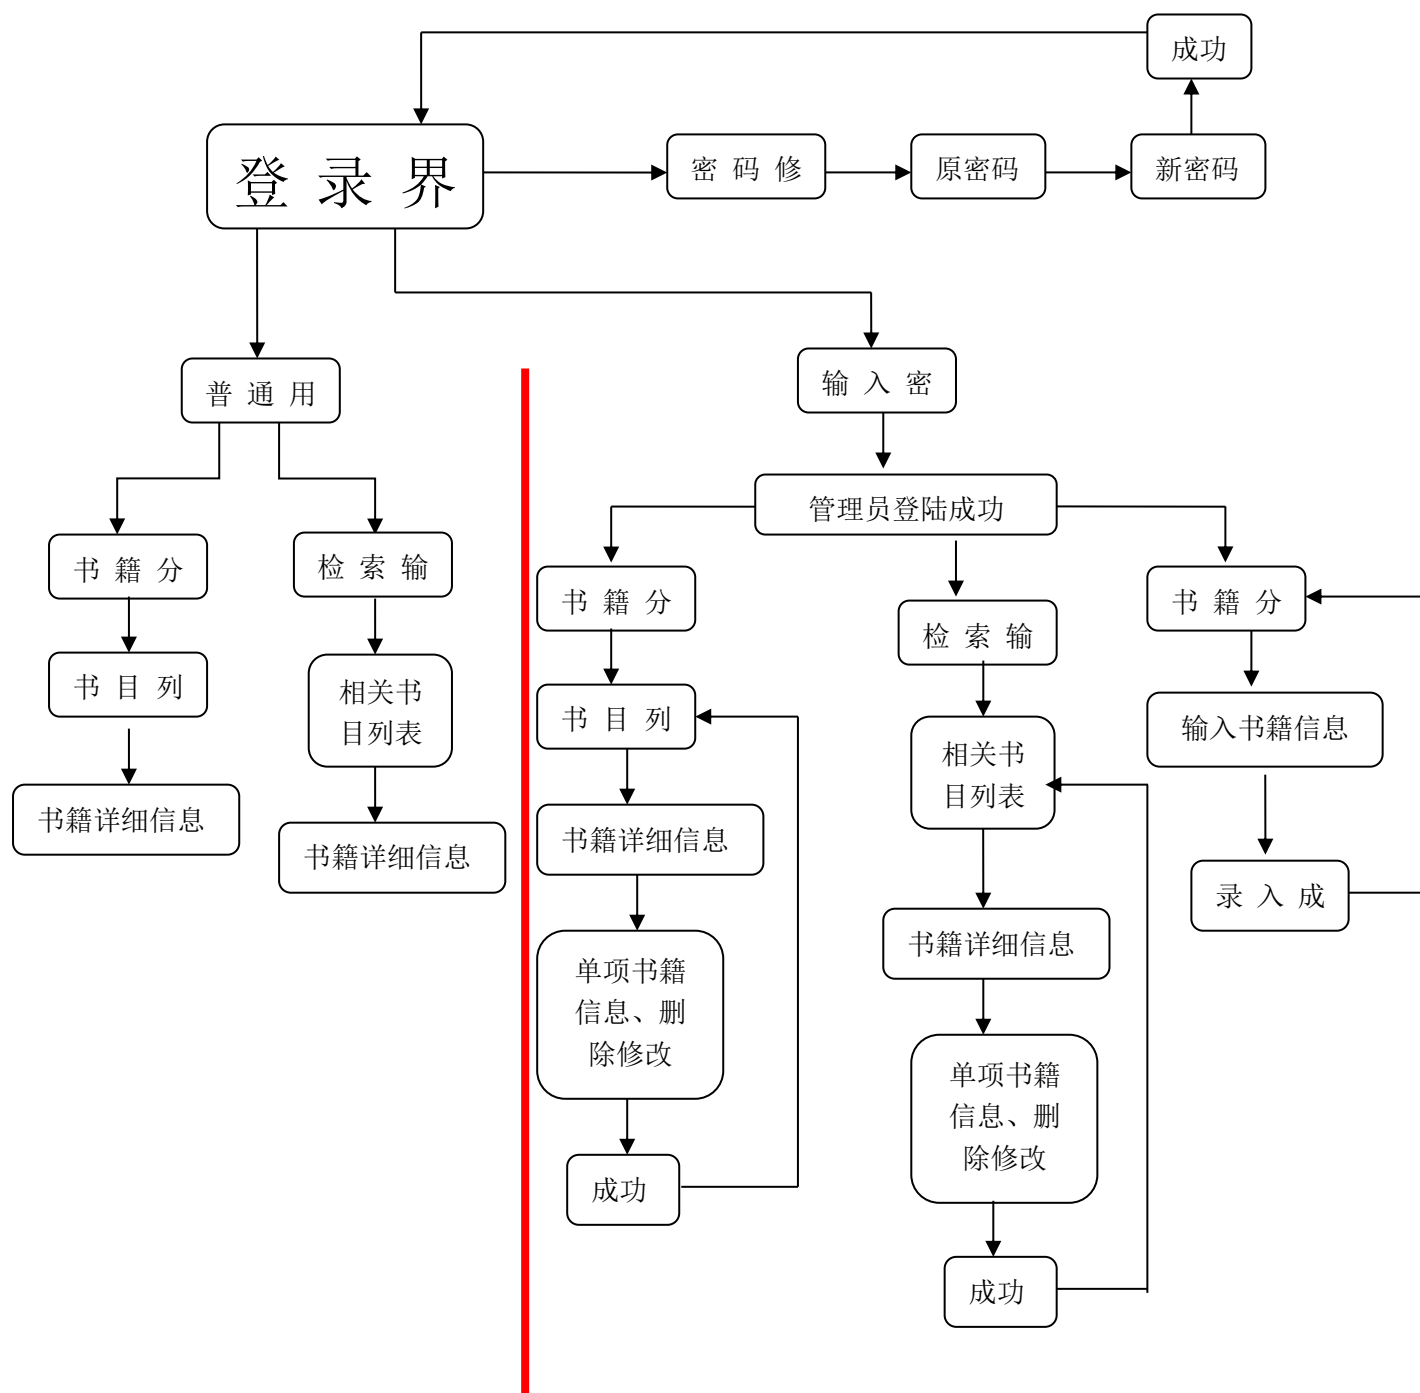 成功
登 录 界
密 码 修
原密码
新密码
普 通 用
输 入 密
管理员登陆成功
书 籍 分
检 索 输
书 籍 分
检 索 输
书 籍 分
书 目 列
相关书
目列表
书 目 列
相关书
目列表
输入书籍信息
书籍详细信息
书籍详细信息
书籍详细信息
书籍详细信息
录 入 成
单项书籍
信息、删
除修改
单项书籍
信息、删
除修改
成功
成功